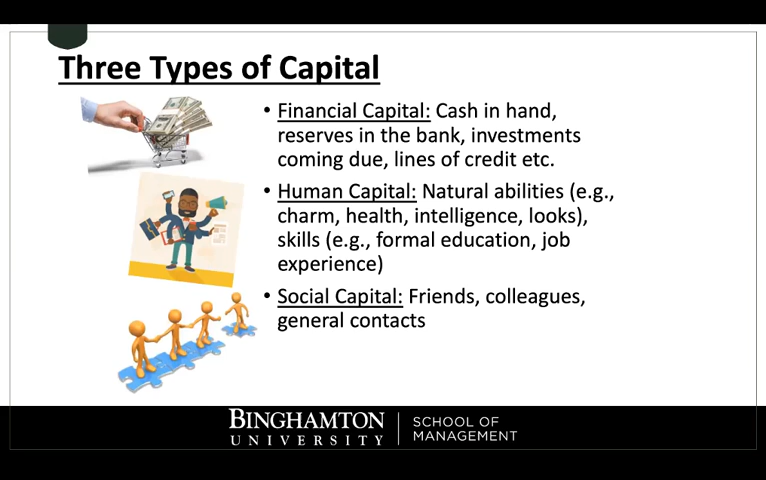 Three Types of Capital
• Financial Capital: Cash in hand,
reserves in the bank, investments
coming due, lines of credit etc.
• Human Capital: Natural abilities (e.g.,
charm, health, intelligence, looks),
skills (e.g., formal education, job
experience)
• Social Capital: Friends, colleagues,
general contacts
BINGHAMTON
UNIVERSITY
SCHOOL OF
MANAGEMENT